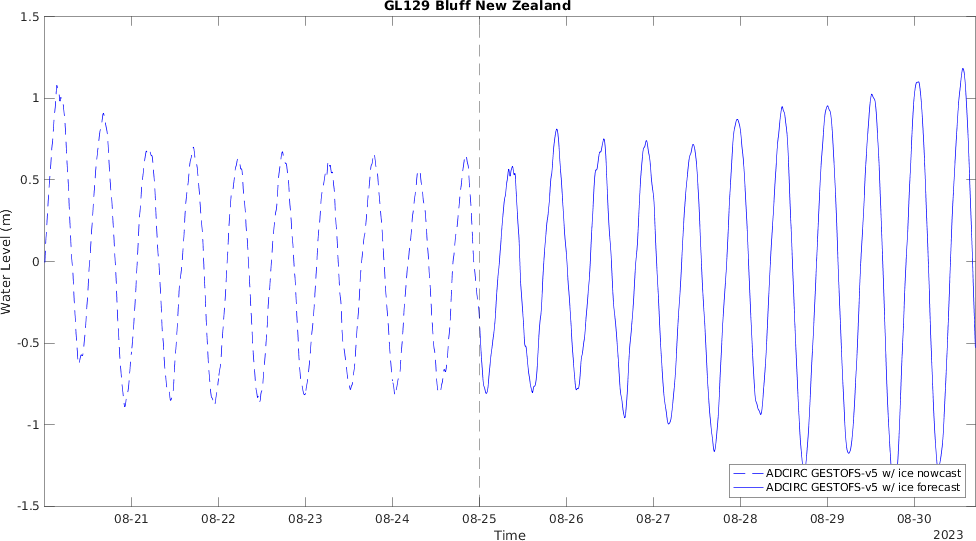 GL129 Bluff New Zealand
1.5
1
0.5
0
-0.5
-1
-1.5
Water Level (m)
08-21 08-22 08-23 08-24 08-25 08-26 08-27 08-28 08-29 08-30
Time
2023
ADCIRC GESTOFS-v5 w/ ice nowcast
ADCIRC GESTOFS-v5 w/ ice forecast